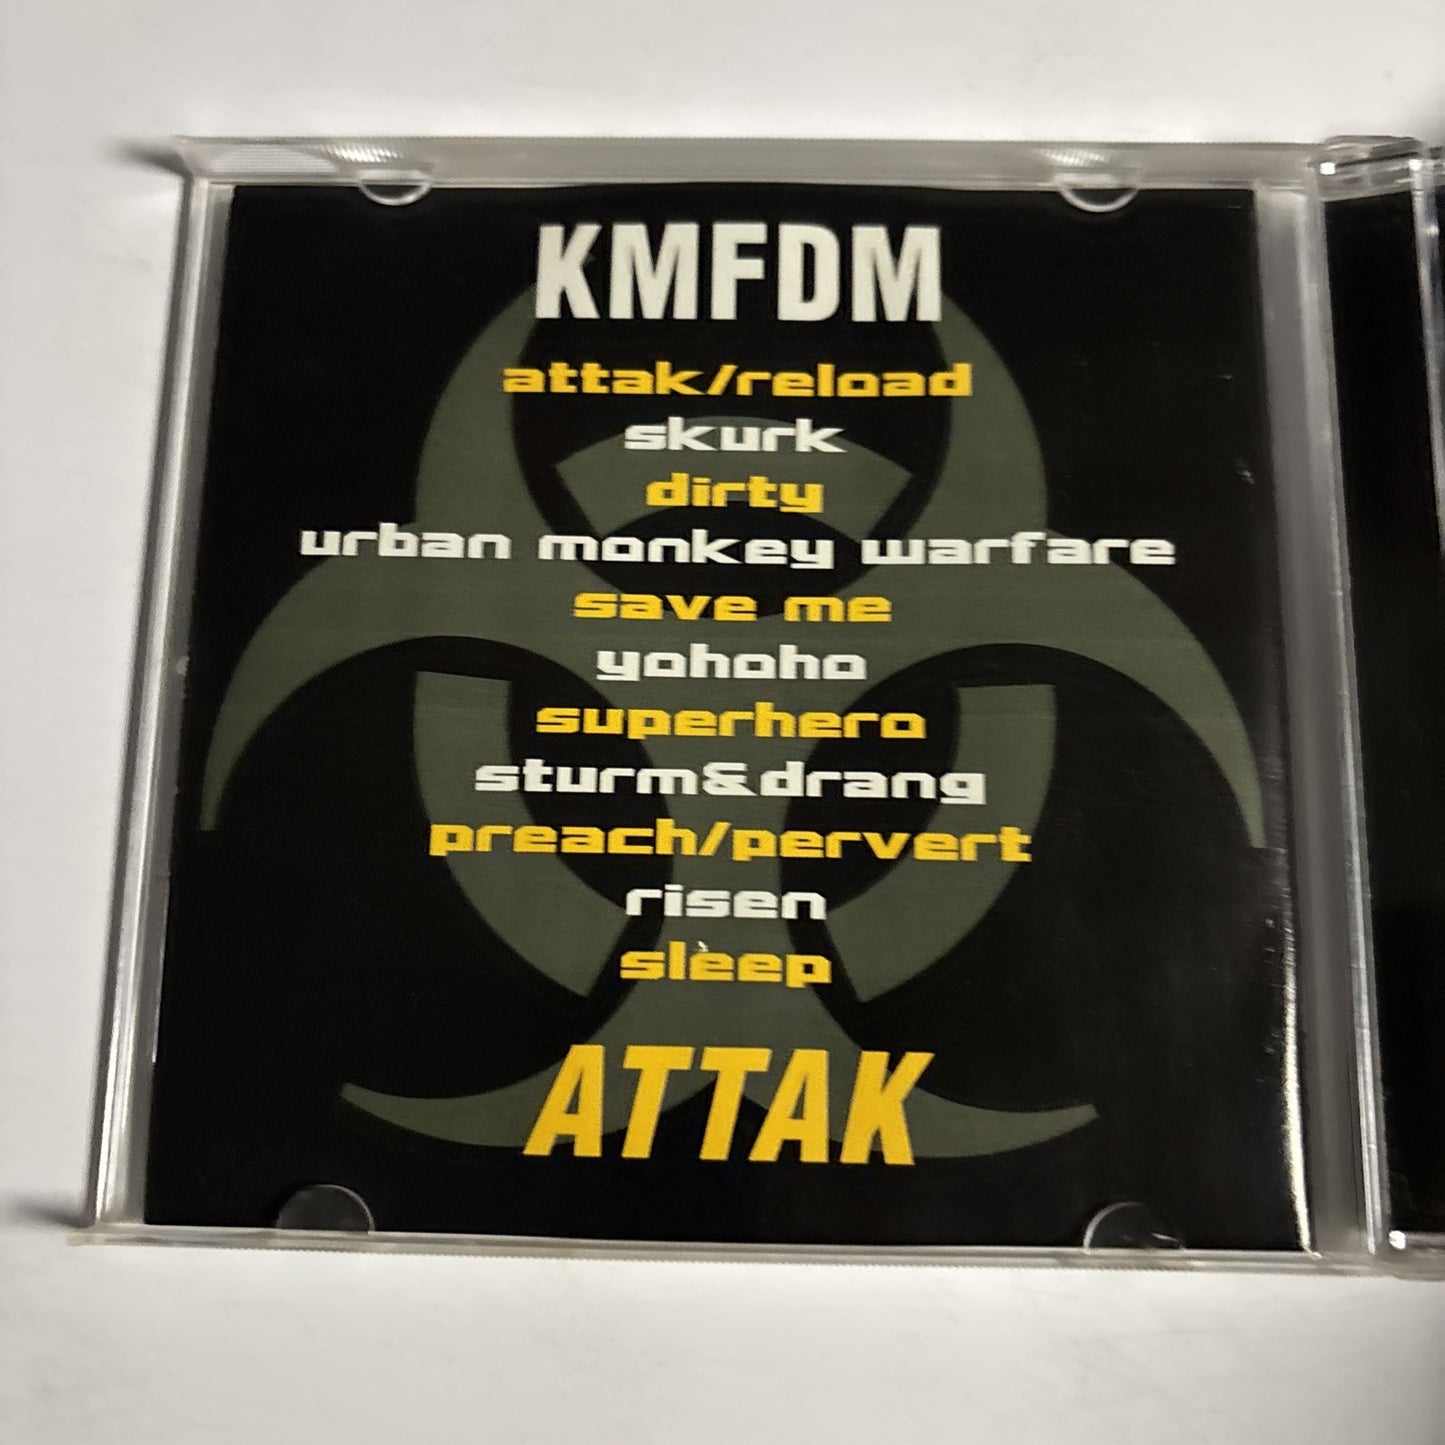 KMFDM
attak/reload
skurk
dirty
urban monkey warfare
save me
yohoho
superhero
sturm&drang
preach/pervert
risen
sleep
ATTAK